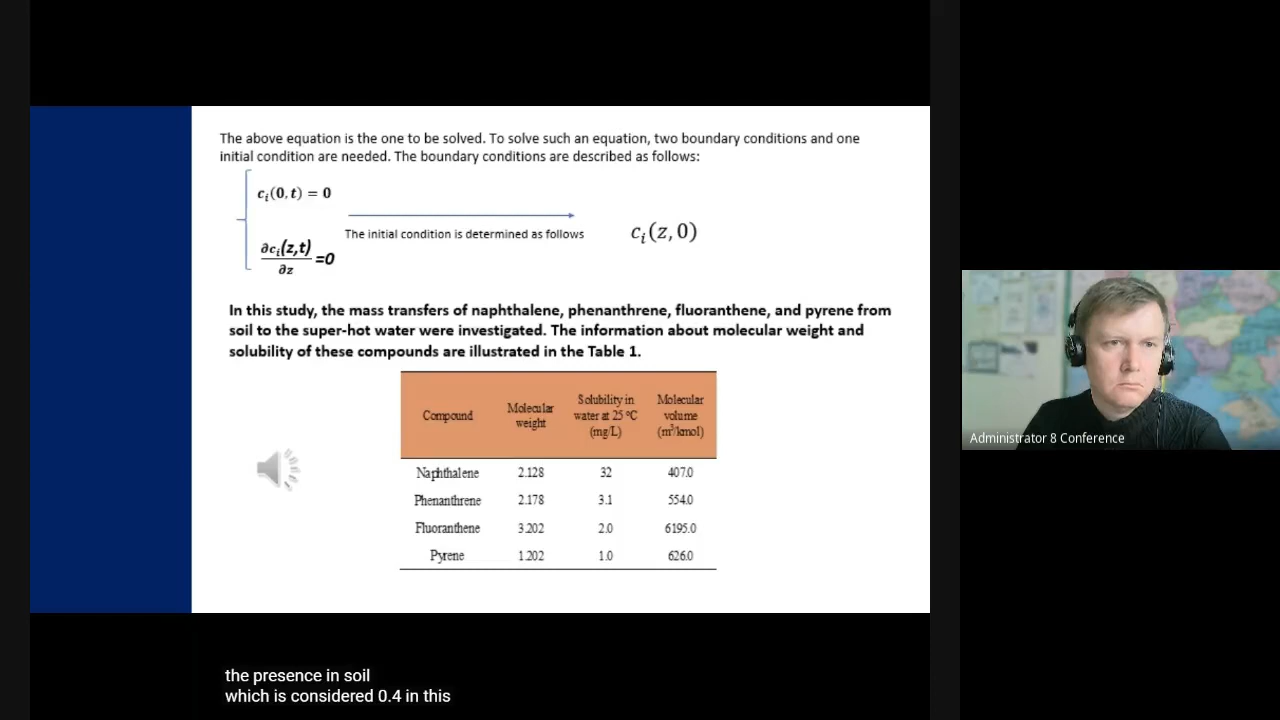 The above equation is the one to be solved. To solve such an equation, two boundary conditions and one
initial condition are needed. The boundary conditions are described as follows:
cᵢ(0, t) = 0
∂cᵢ(z,t)/∂z =0
The initial condition is determined as follows
cᵢ(z, 0)
In this study, the mass transfers of naphthalene, phenanthrene, fluoranthene, and pyrene from
soil to the super-hot water were investigated. The information about molecular weight and
solubility of these compounds are illustrated in the Table 1.
Compound Molecular weight Solubility in water at 25 °C (mg/L) Molecular volume (m³/kmol)
Naphthalene 2.128 32 407.0
Phenanthrene 2.178 3.1 554.0
Fluoranthene 3.202 2.0 6195.0
Pyrene 1.202 1.0 626.0
Administrator 8 Conference
the presence in soil
which is considered 0.4 in this